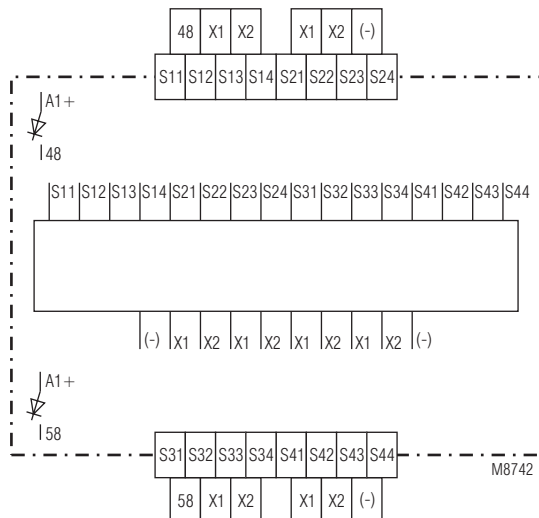 48 X1 X2 X1 X2 (-)
S11 S12 S13 S14 S21 S22 S23 S24
A1+
48
S11 S12 S13 S14 S21 S22 S23 S24 S31 S32 S33 S34 S41 S42 S43 S44
(-) X1 X2 X1 X2 X1 X2 X1 X2 (-)
A1+
58
S31 S32 S33 S34 S41 S42 S43 S44
M8742
58 X1 X2 X1 X2 (-)